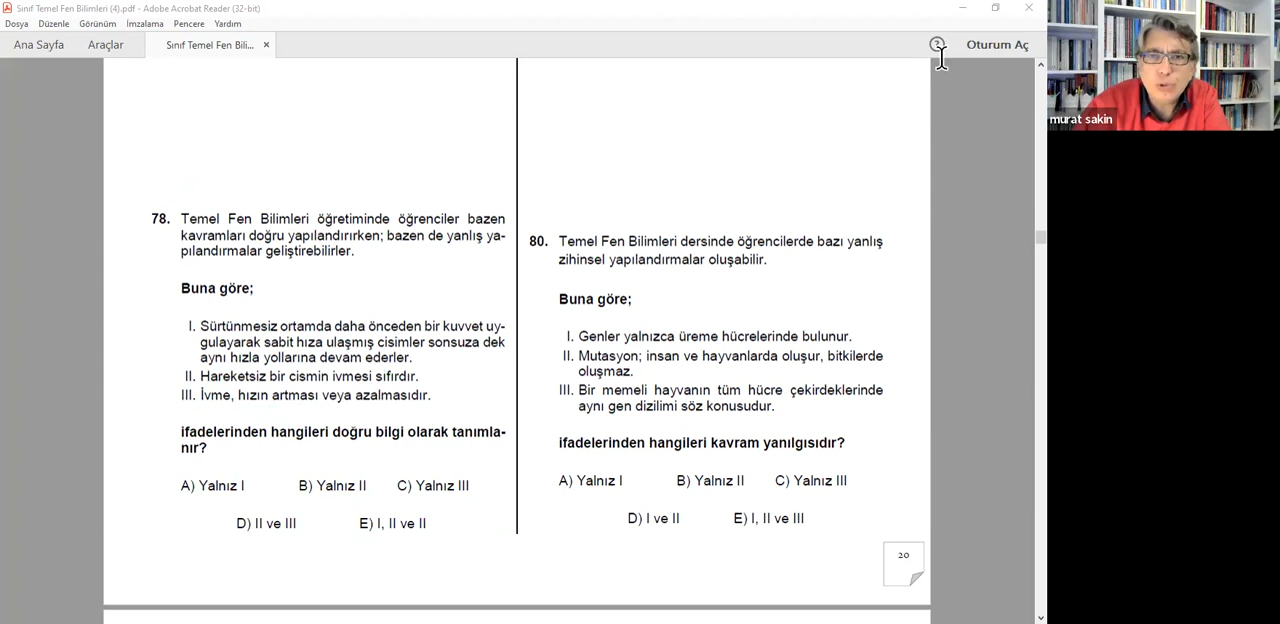 Sınıf Temel Fen Bilimleri (4).pdf - Adobe Acrobat Reader (32-bit)
Dosya Düzenle Görünüm İmzalama Pencere Yardım
Ana Sayfa Araçlar Sınıf Temel Fen Bili... × Oturum Aç
murat sakin
78. Temel Fen Bilimleri öğretiminde öğrenciler bazen
kavramları doğru yapılandırırken; bazen de yanlış ya-
pılandırmalar geliştirebilirler.
Buna göre;
I. Sürtünmesiz ortamda daha önceden bir kuvvet uy-
gulayarak sabit hıza ulaşmış cisimler sonsuza dek
aynı hızla yollarına devam ederler.
II. Hareketsiz bir cismin ivmesi sıfırdır.
III. İvme, hızın artması veya azalmasıdır.
ifadelerinden hangileri doğru bilgi olarak tanımla-
nır?
A) Yalnız I B) Yalnız II C) Yalnız III
D) II ve III E) I, II ve II
80. Temel Fen Bilimleri dersinde öğrencilerde bazı yanlış
zihinsel yapılandırmalar oluşabilir.
Buna göre;
I. Genler yalnızca üreme hücrelerinde bulunur.
II. Mutasyon; insan ve hayvanlarda oluşur, bitkilerde
oluşmaz.
III. Bir memeli hayvanın tüm hücre çekirdeklerinde
aynı gen dizilimi söz konusudur.
ifadelerinden hangileri kavram yanılgısıdır?
A) Yalnız I B) Yalnız II C) Yalnız III
D) I ve II E) I, II ve III
20